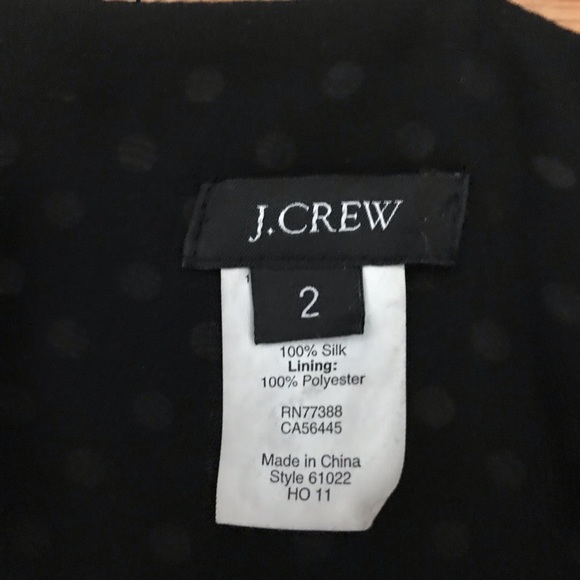 J.CREW
2
100% Silk
Lining:
100% Polyester
RN77388
CA56445
Made in China
Style 61022
HO 11